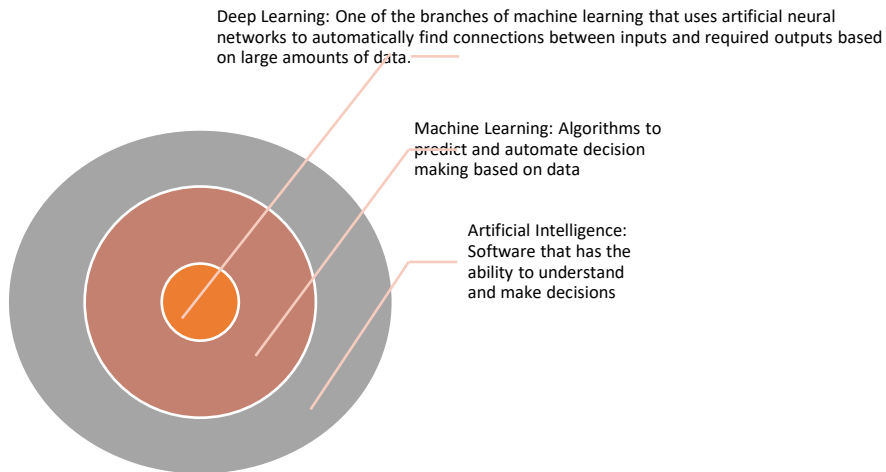 Deep Learning: One of the branches of machine learning that uses artificial neural
networks to automatically find connections between inputs and required outputs based
on large amounts of data.
Machine Learning: Algorithms to
predict and automate decision
making based on data
Artificial Intelligence:
Software that has the
ability to understand
and make decisions